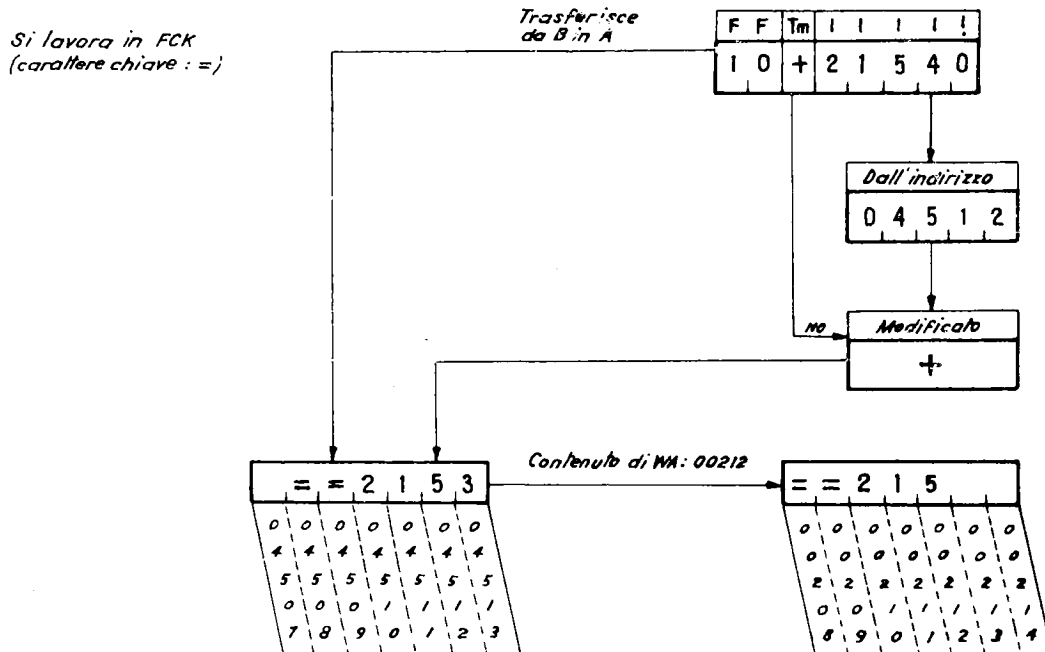 Si lavora in FCK
(carattere chiave : =)
Trasferisce
da B in A
F F Tm I I I I I
1 0 + 2 1 5 4 0
Dall'indirizzo
0 4 5 1 2
NO
Modificato
+
= = 2 1 5 3
Contenuto di WA: 00212
= = 2 1 5
0 0 0 0 0 0 0
4 4 4 4 4 4 4
5 5 5 5 5 5 5
0 0 0 1 1 1 1
7 8 9 0 1 2 3
0 0 0 0 0 0 0
0 0 0 0 0 0 0
2 2 2 2 2 2 2
0 0 1 1 1 1 1
8 9 0 1 2 3 4